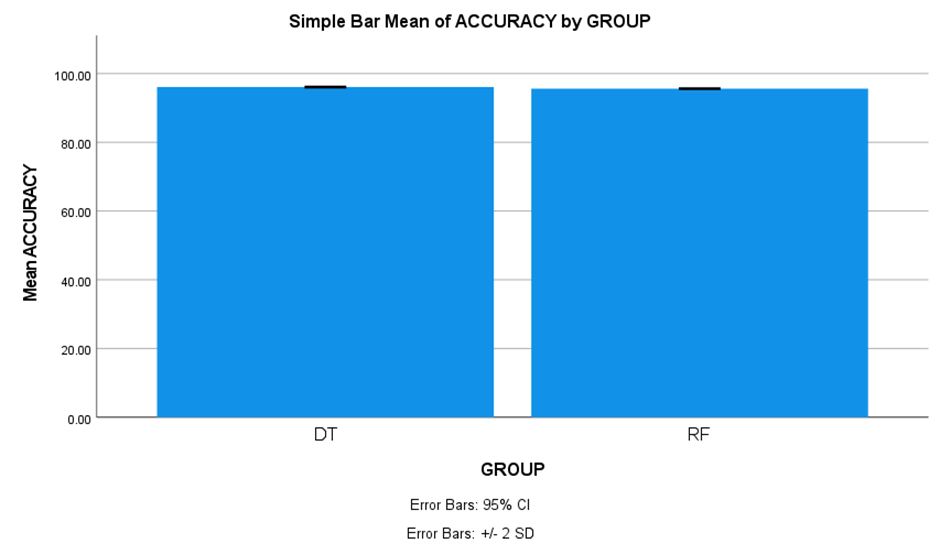 Simple Bar Mean of ACCURACY by GROUP
100.00
80.00
60.00
40.00
20.00
0.00
Mean ACCURACY
DT
RF
GROUP
Error Bars: 95% CI
Error Bars: +/- 2 SD